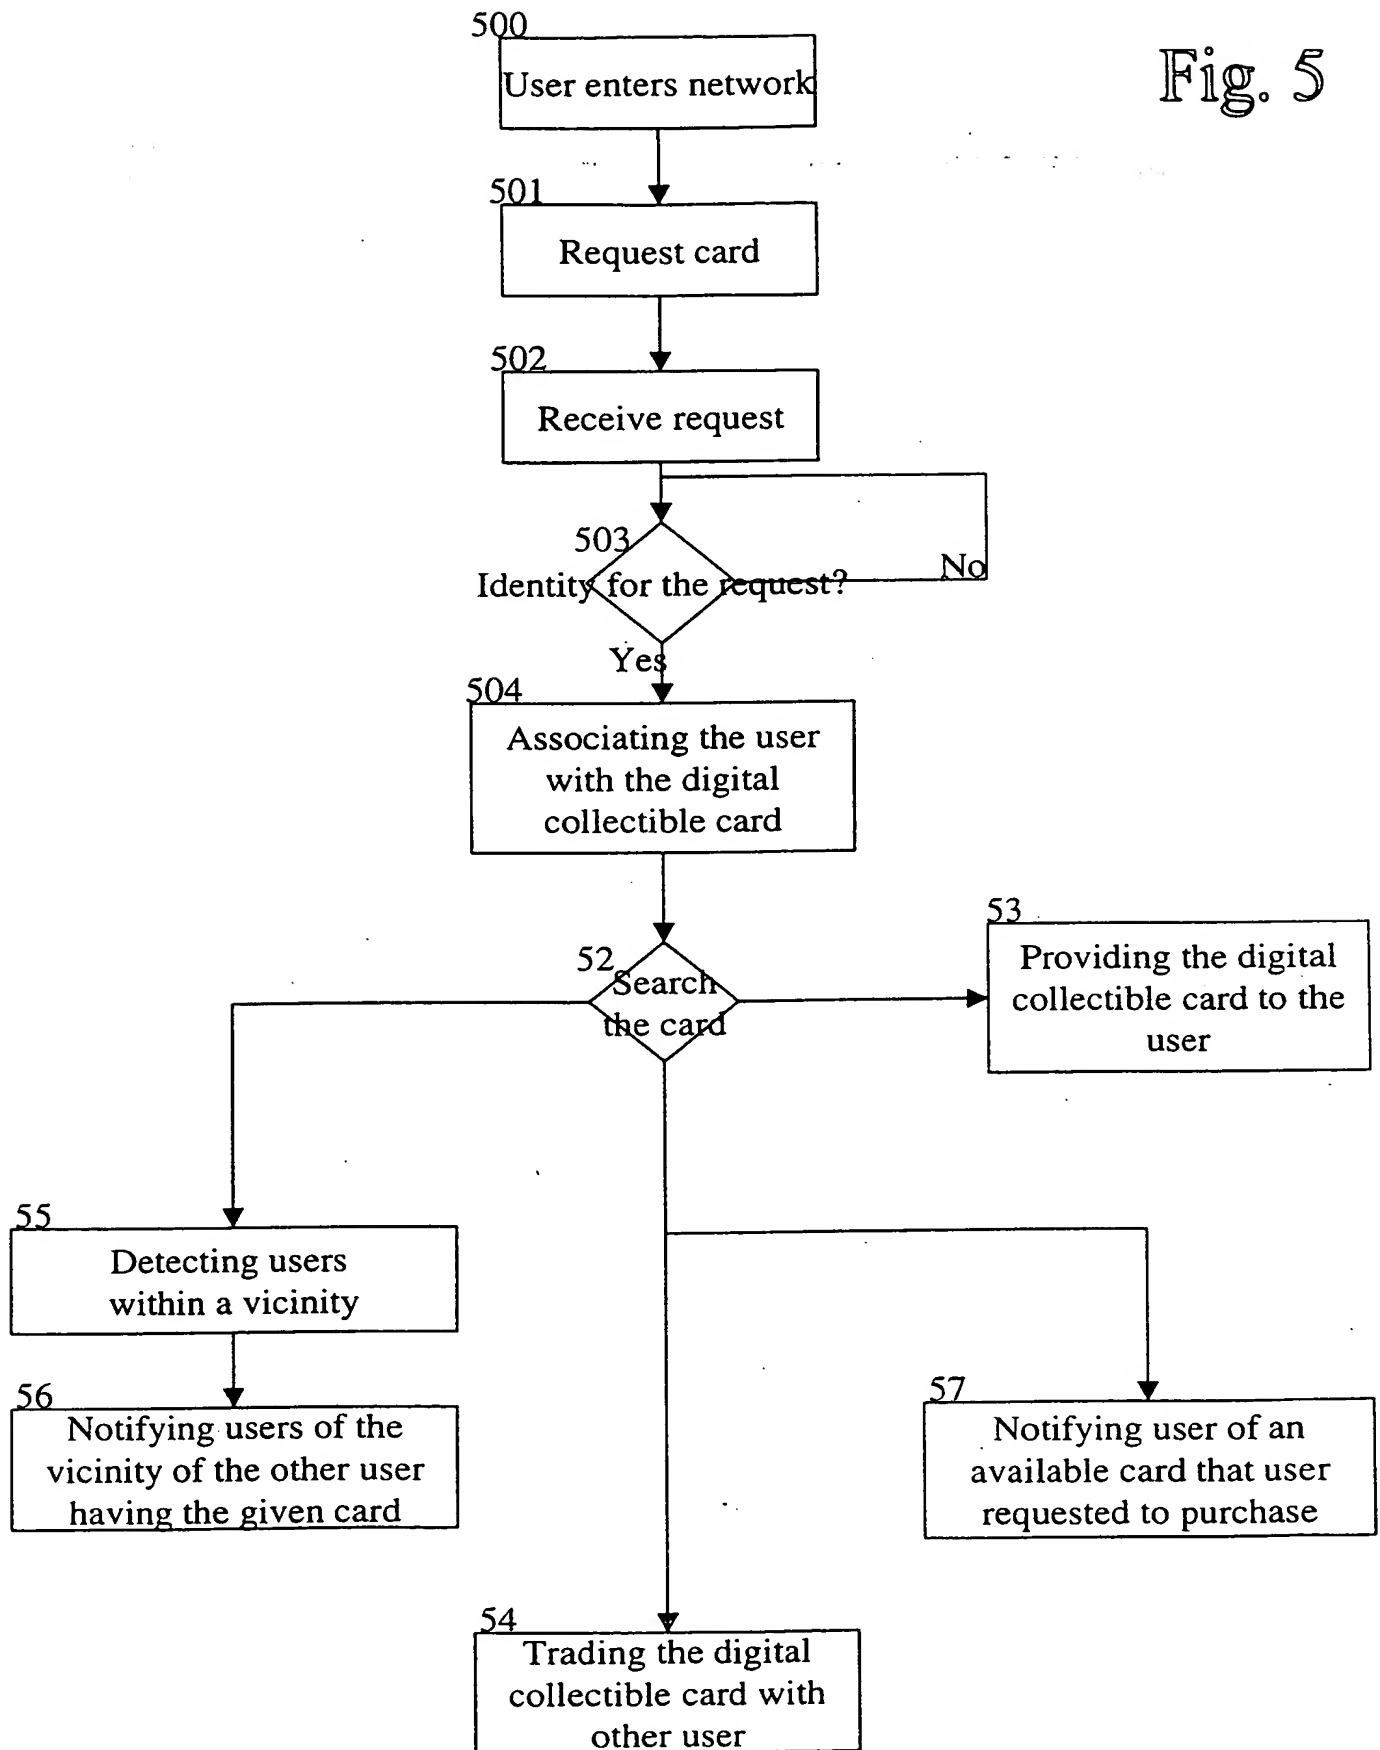 500
Fig. 5
User enters network
501
Request card
502
Receive request
503
Identity for the request?
No
Yes
504
Associating the user
with the digital
collectible card
52
Search
the card
53
Providing the digital
collectible card to the
user
55
Detecting users
within a vicinity
56
Notifying users of the
vicinity of the other user
having the given card
57
Notifying user of an
available card that user
requested to purchase
54
Trading the digital
collectible card with
other user